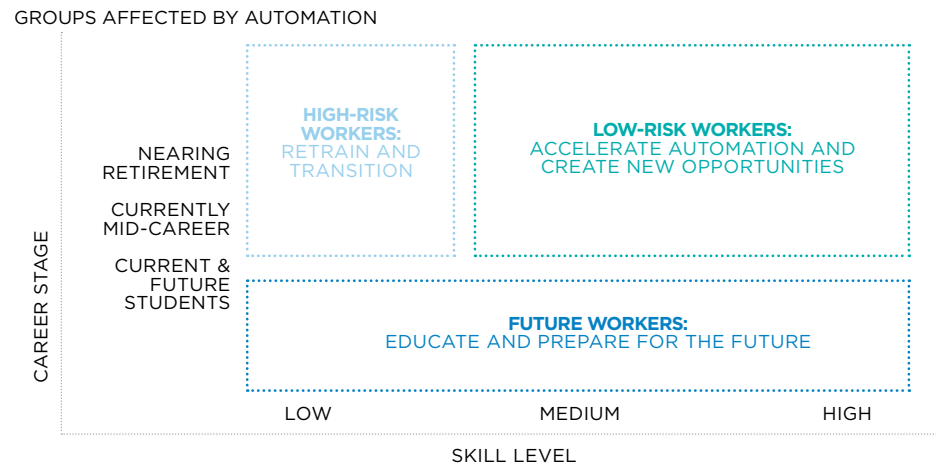 GROUPS AFFECTED BY AUTOMATION
HIGH-RISK
WORKERS:
RETRAIN AND
TRANSITION
LOW-RISK WORKERS:
ACCELERATE AUTOMATION AND
CREATE NEW OPPORTUNITIES
NEARING
RETIREMENT
CURRENTLY
MID-CAREER
CURRENT &
FUTURE
STUDENTS
CAREER STAGE
FUTURE WORKERS:
EDUCATE AND PREPARE FOR THE FUTURE
LOW
MEDIUM
HIGH
SKILL LEVEL